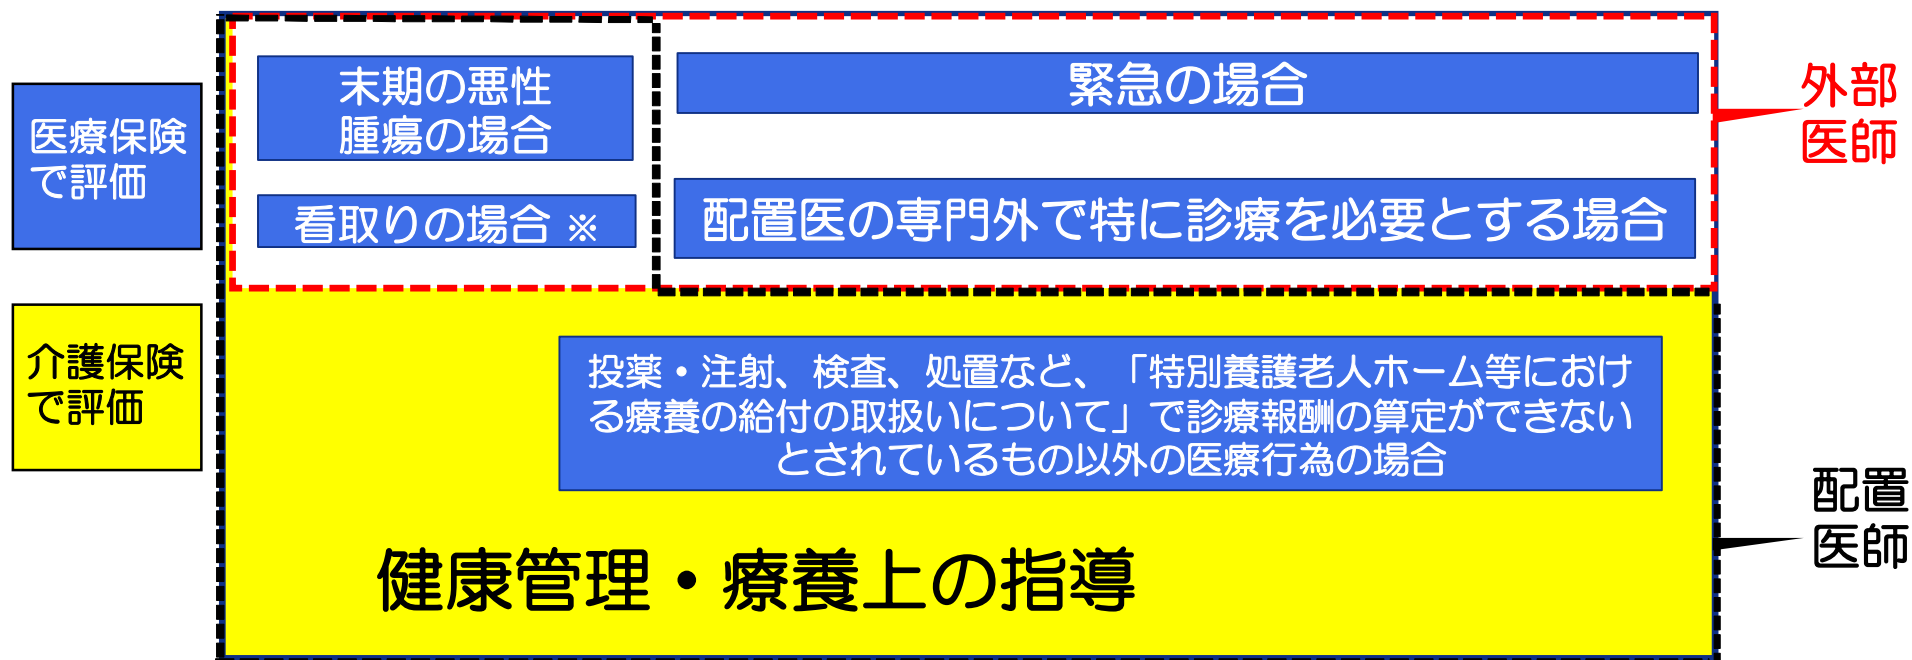 医療保険
で評価
介護保険
で評価
末期の悪性
腫瘍の場合
看取りの場合 ※
緊急の場合
配置医の専門外で特に診療を必要とする場合
投薬・注射、検査、処置など、「特別養護老人ホーム等におけ
る療養の給付の取扱いについて」で診療報酬の算定ができない
とされているもの以外の医療行為の場合
健康管理・療養上の指導
外部
医師
配置
医師